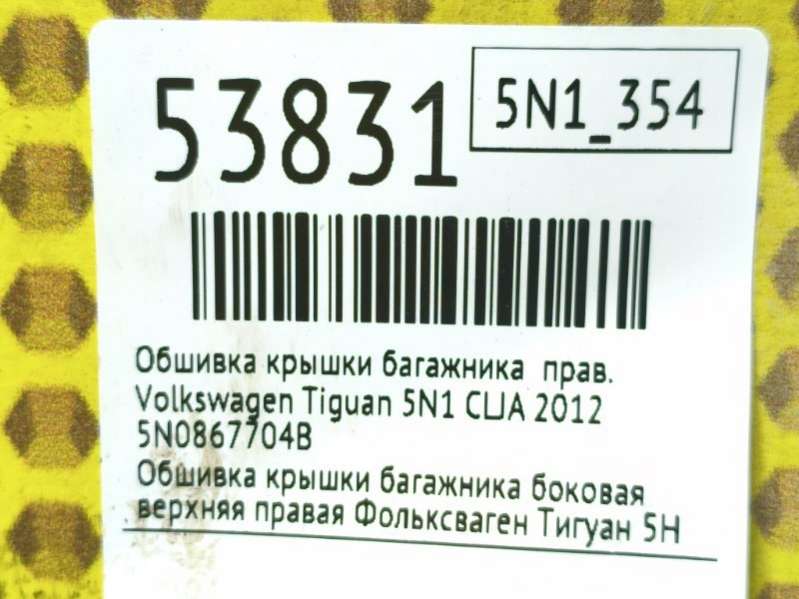 53831
5N1_354
Обшивка крышки багажника прав.
Volkswagen Tiguan 5N1 США 2012
5N0867704B
Обшивка крышки багажника боковая
верхняя правая Фольксваген Тигуан 5Н